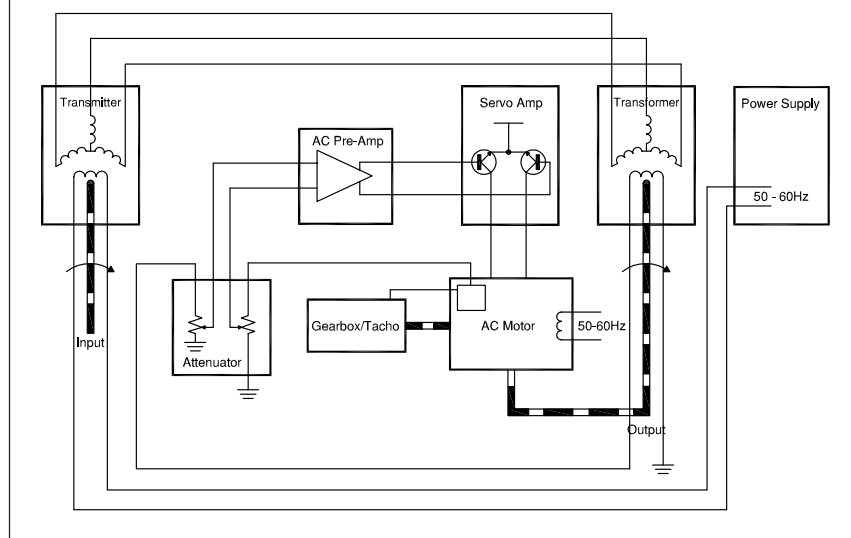 Transmitter
Servo Amp
Transformer
Power Supply
AC Pre-Amp
50 - 60Hz
Gearbox/Tacho
AC Motor
50-60Hz
Input
Attenuator
Output